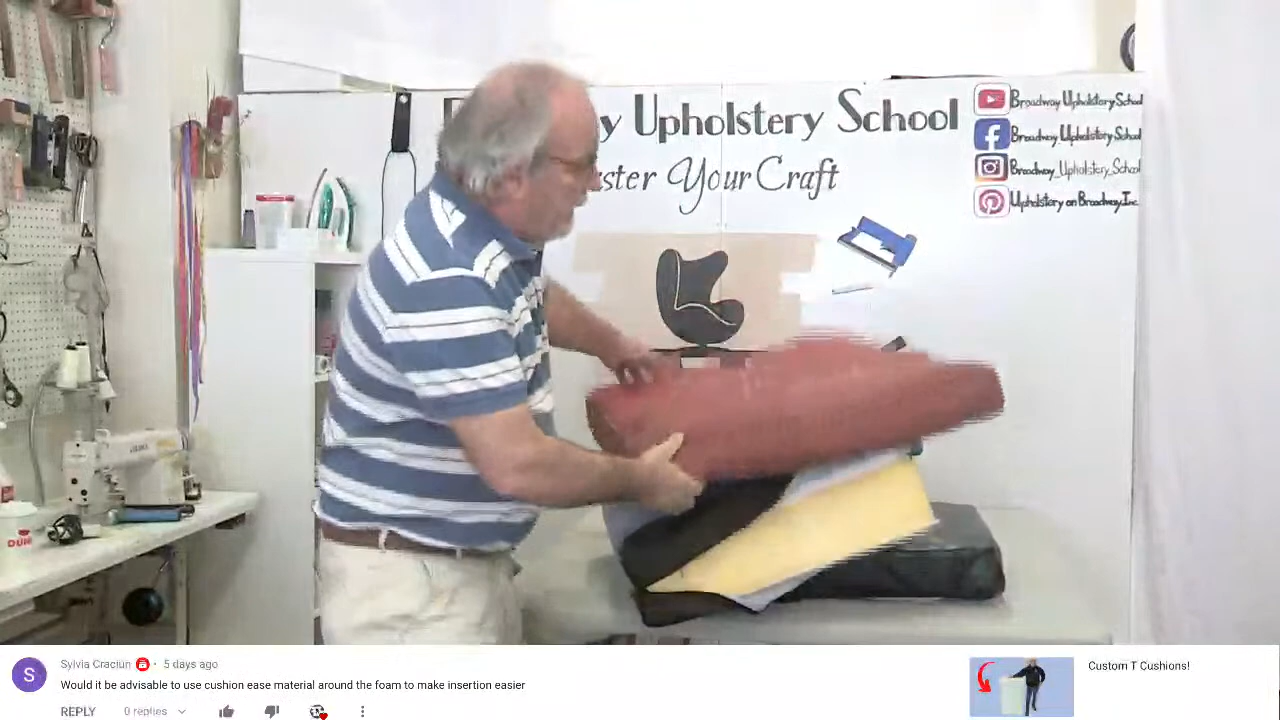 y Upholstery School
ster Your Craft
Broadway Upholstery School
Broadway Upholstery School
Broadway_Upholstery_School
Upholstery on Broadway Inc.
Sylvia Craciun · 5 days ago
Would it be advisable to use cushion ease material around the foam to make insertion easier
REPLY 0 replies
Custom T Cushions!